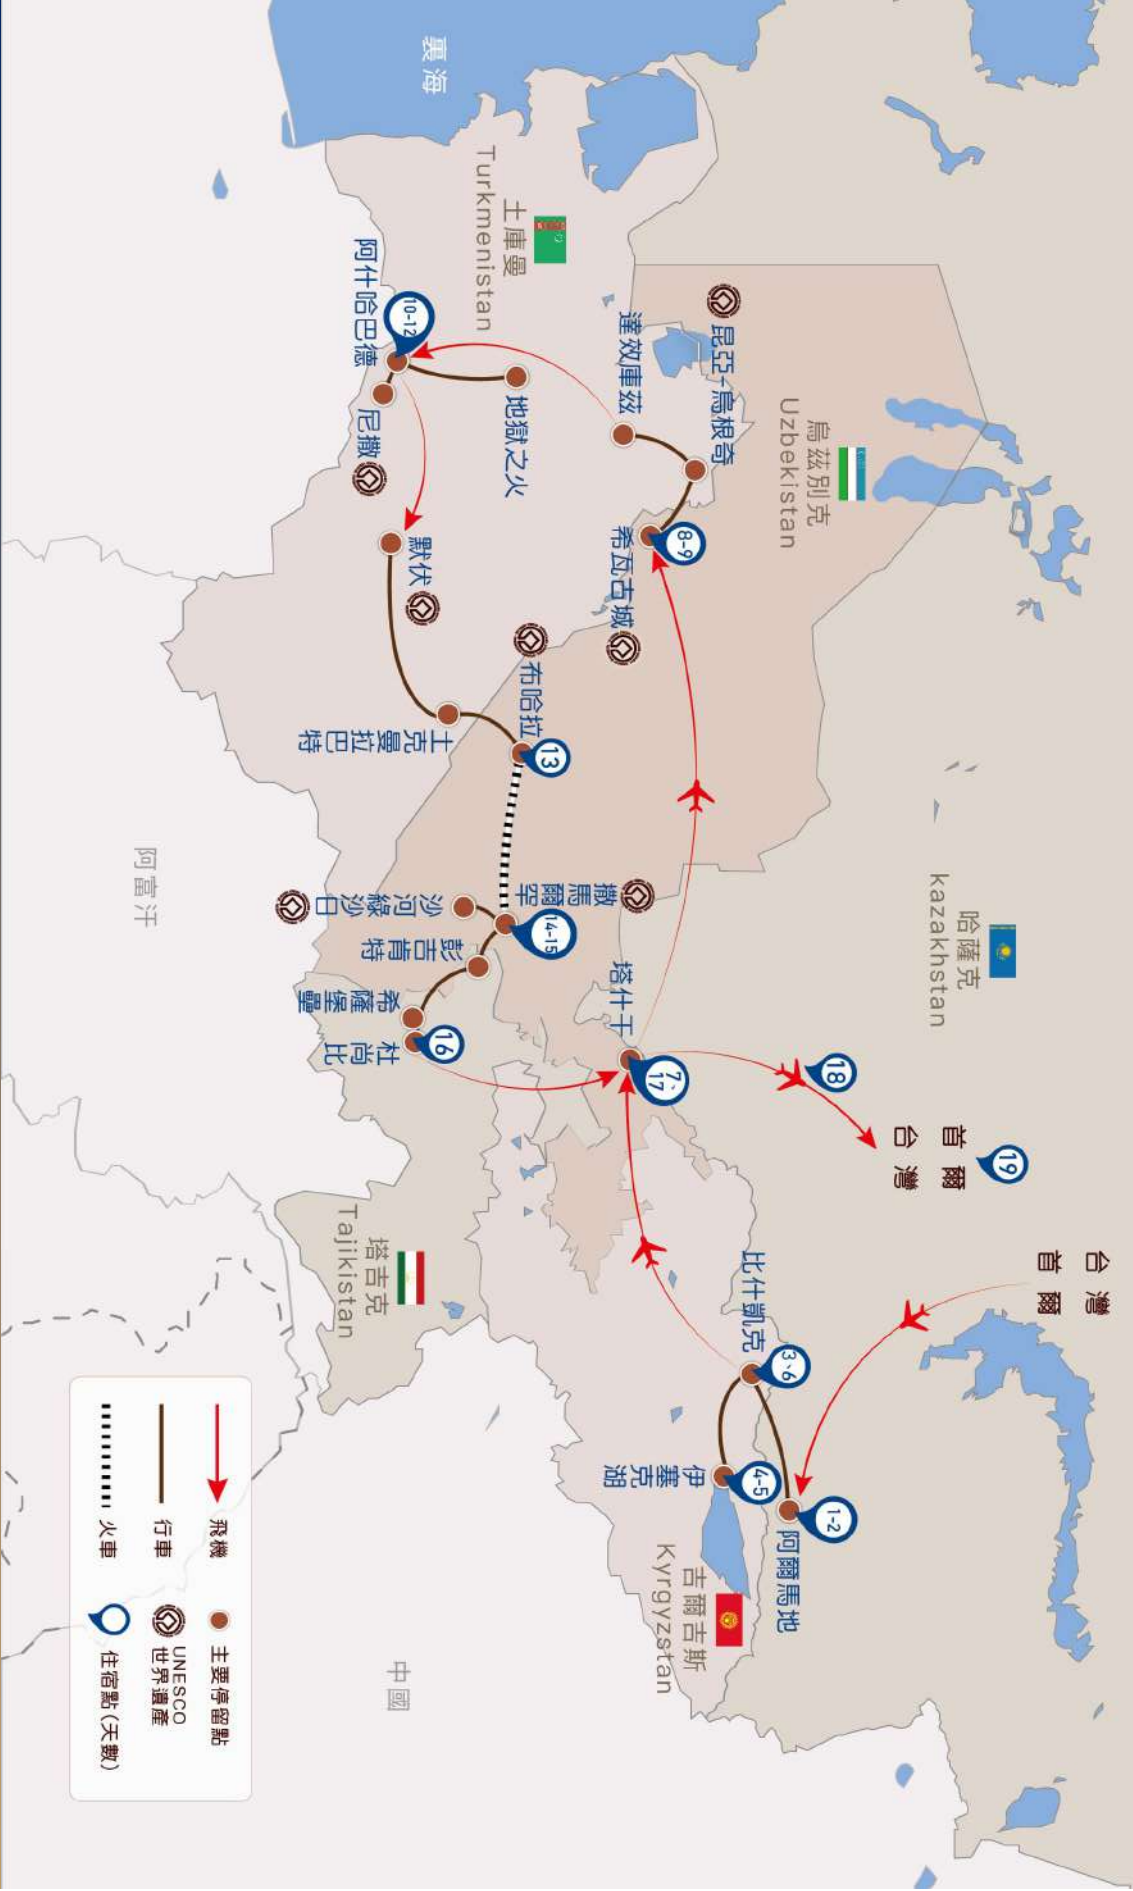 裏海
土庫曼
Turkmenistan
烏茲別克
Uzbekistan
哈薩克
kazakhstan
昆亞-烏根奇
達效庫茲
希瓦古城
8-9
地獄之火
阿什哈巴德
10-12
尼撒
默伏
土克曼拉巴特
布哈拉
13
撒馬爾罕
14-15
沙河綠沙日
彭吉肯特
希薩堡壘
杜尚比
16
塔什干
7、17
18
首爾
台灣
19
台灣
首爾
比什凱克
3、6
伊塞克湖
4-5
阿爾馬地
1-2
吉爾吉斯
Kyrgyzstan
塔吉克
Tajikistan
阿富汗
中國
飛機
行車
火車
主要停留點
UNESCO
世界遺產
住宿點(天數)